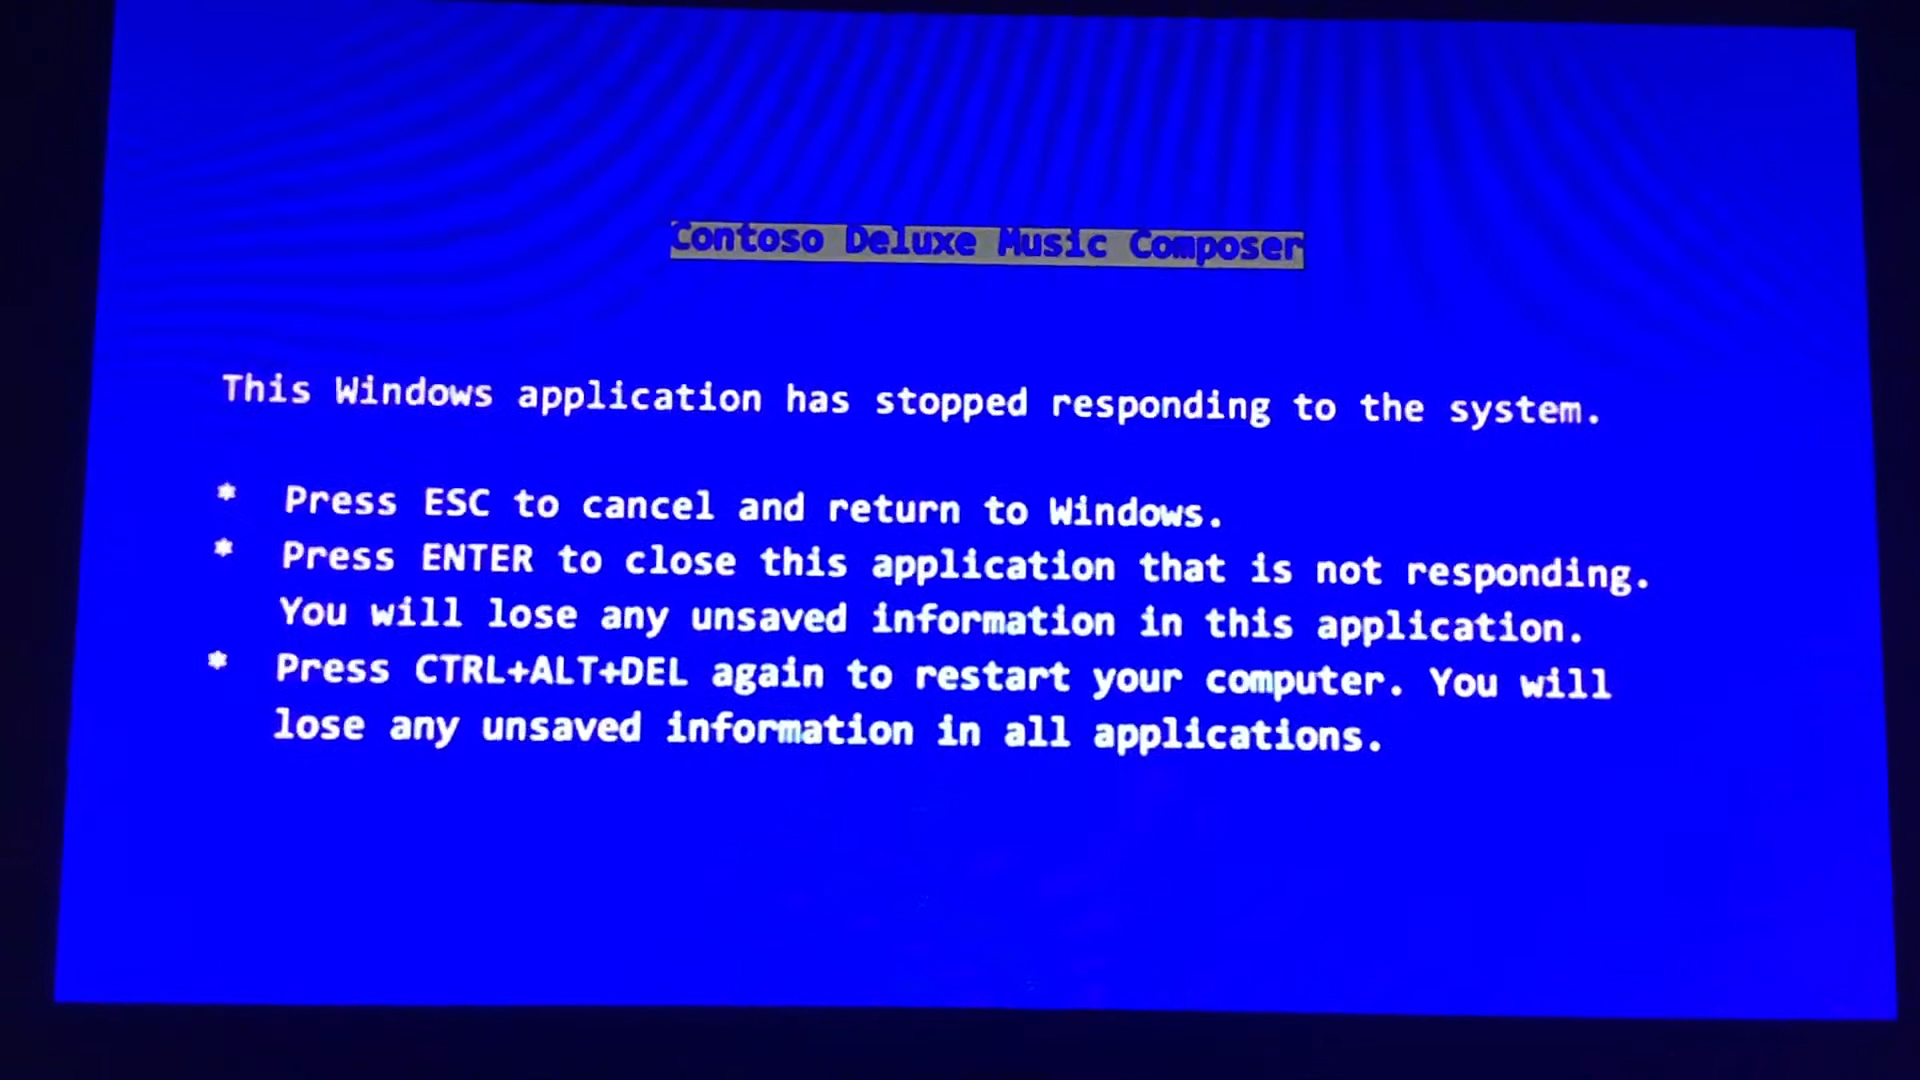 Contoso Deluxe Music Composer
This Windows application has stopped responding to the system.
* Press ESC to cancel and return to Windows.
* Press ENTER to close this application that is not responding.
You will lose any unsaved information in this application.
* Press CTRL+ALT+DEL again to restart your computer. You will
lose any unsaved information in all applications.